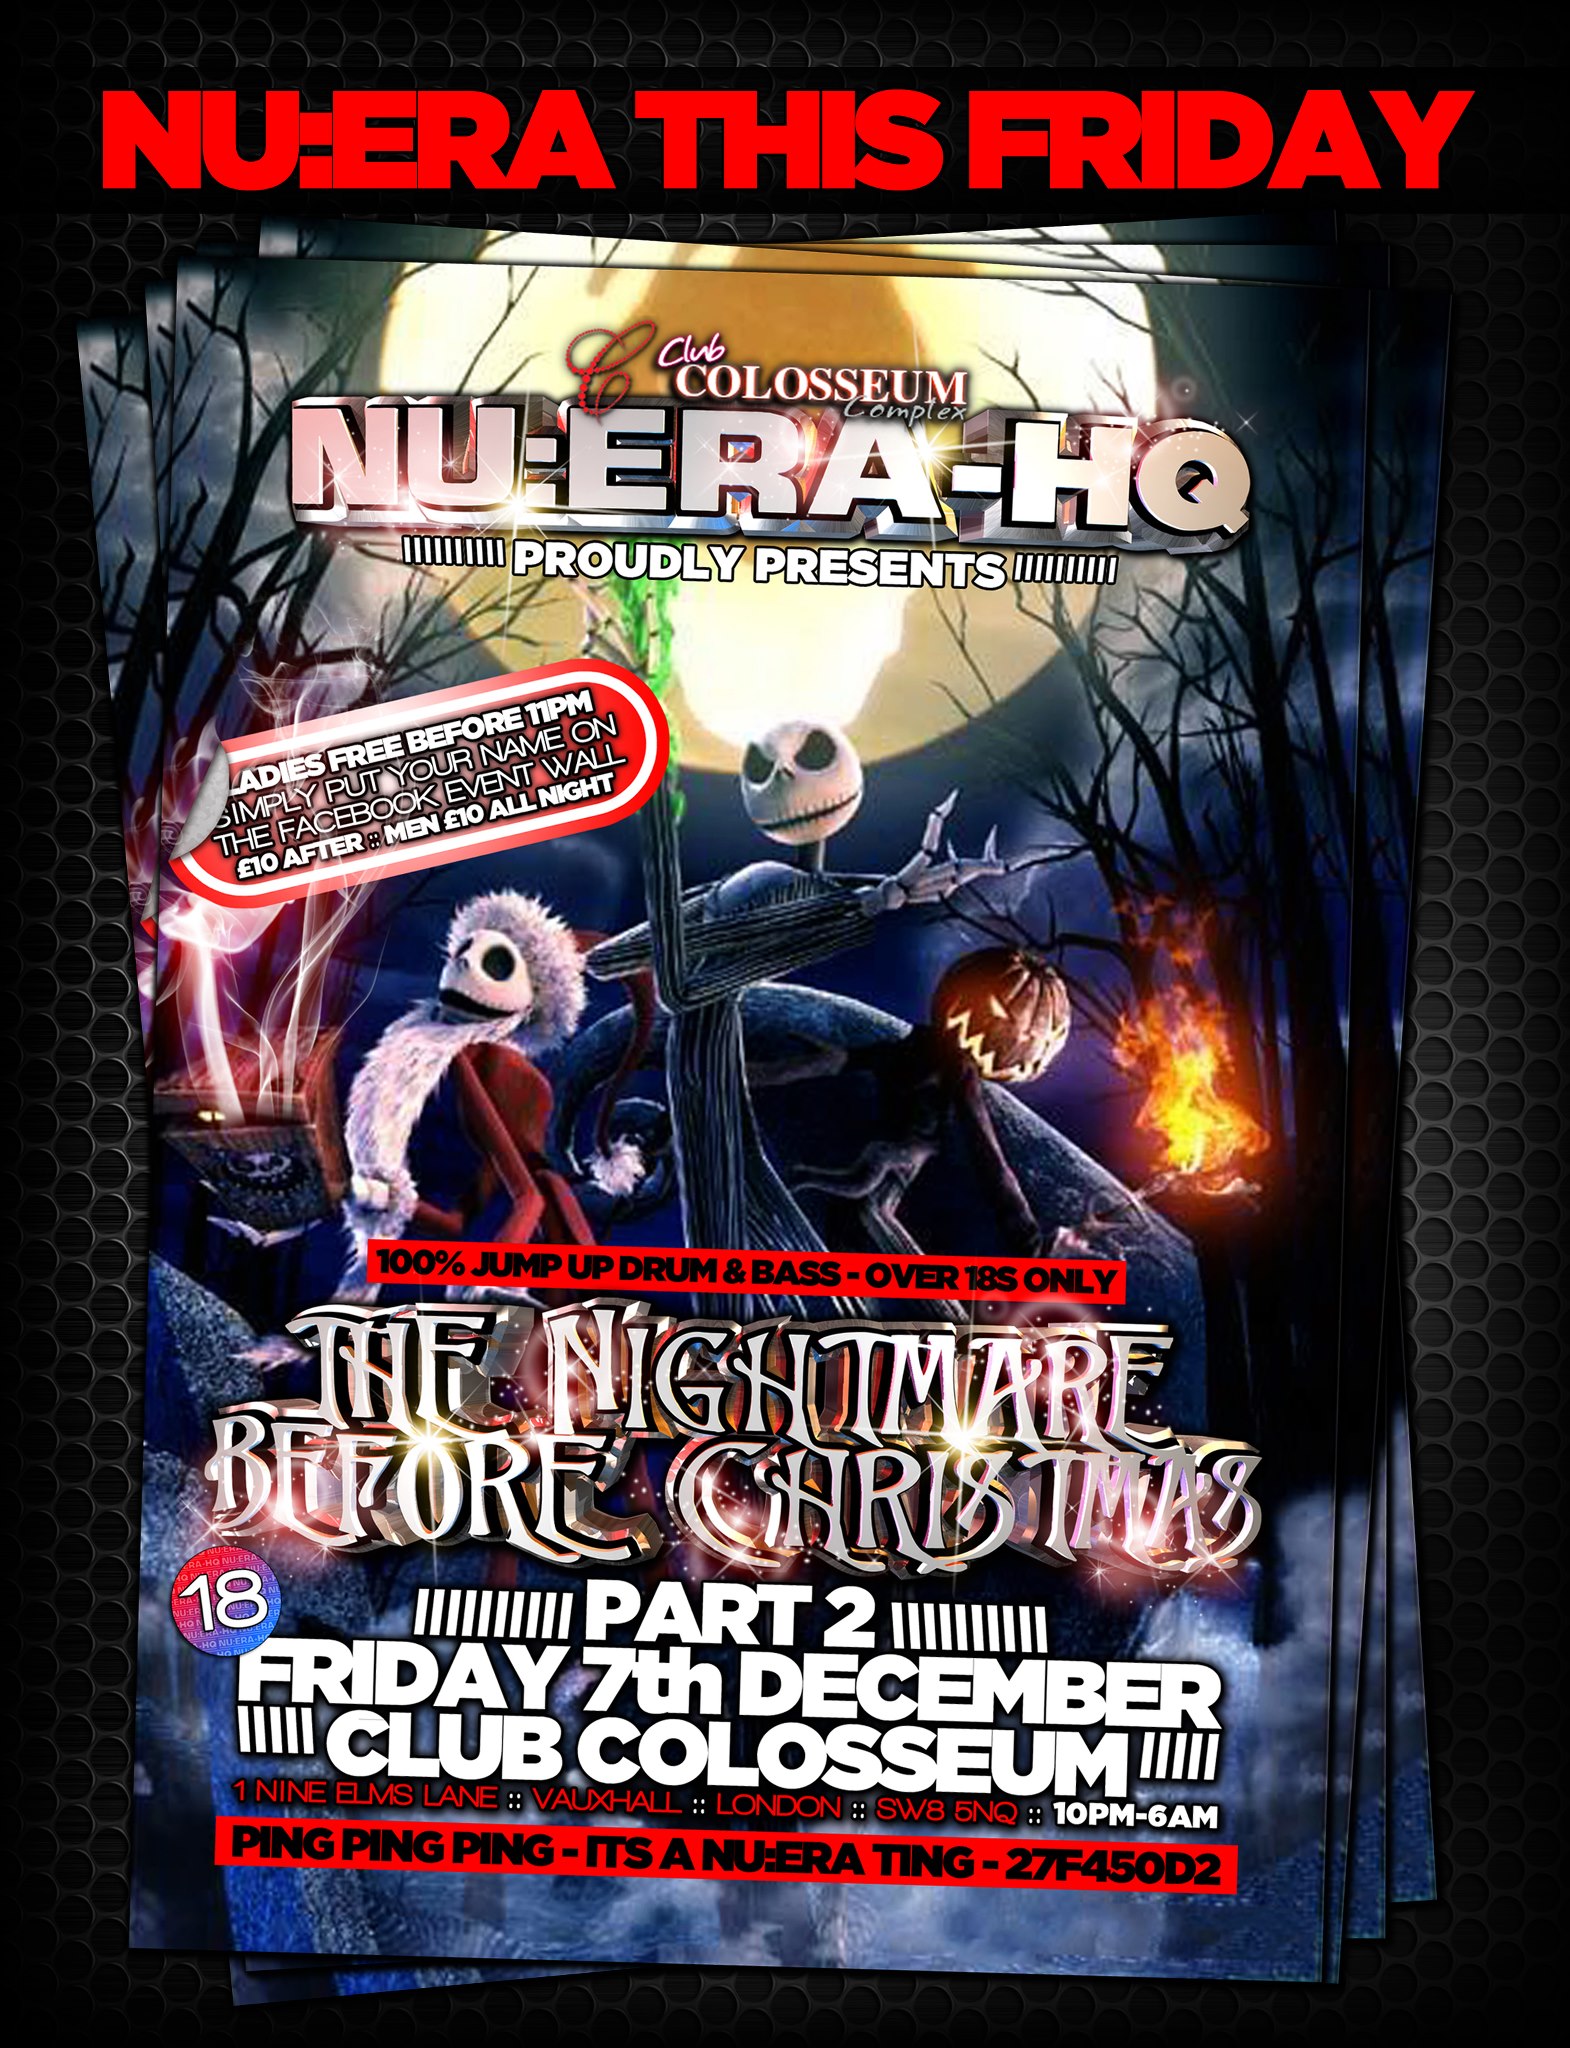 NU:ERA THIS FRIDAY
Club
COLOSSEUM
Complex
NU:ERA-HQ
PROUDLY PRESENTS
LADIES FREE BEFORE 11PM
SIMPLY PUT YOUR NAME ON
THE FACEBOOK EVENT WALL
£10 AFTER :: MEN £10 ALL NIGHT
100% JUMP UP DRUM & BASS - OVER 18S ONLY
THE NIGHTMARE
BEFORE CHRISTMAS
18
PART 2
FRIDAY 7th DECEMBER
CLUB COLOSSEUM
1 NINE ELMS LANE :: VAUXHALL :: LONDON :: SW8 5NQ :: 10PM-6AM
PING PING PING - ITS A NU:ERA TING - 27F450D2